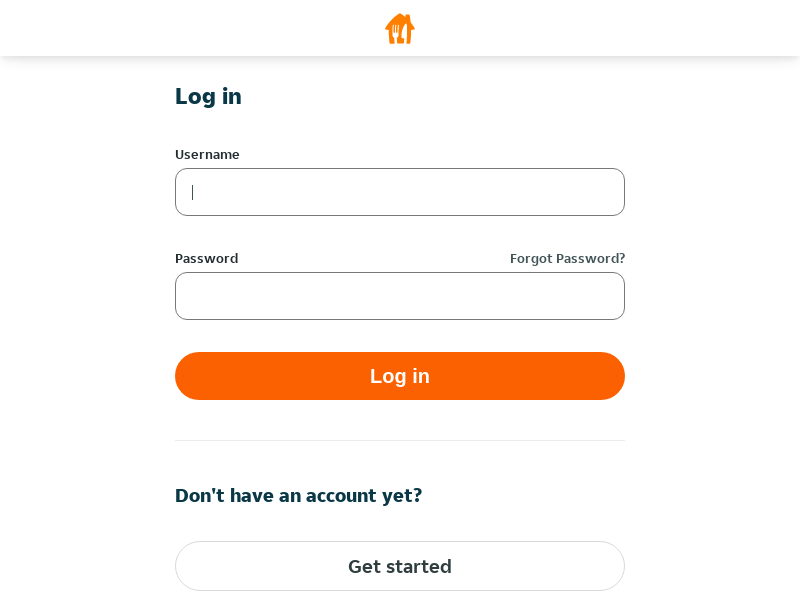 Log in
Username
Password
Forgot Password?
Log in
Don't have an account yet?
Get started